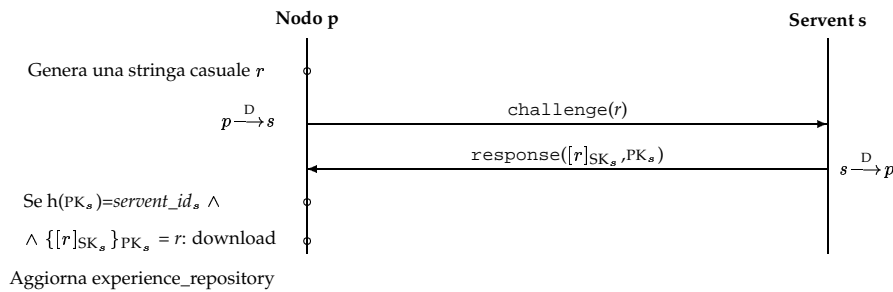 Nodo p
Servent s
Genera una stringa casuale r
p —D→ s
challenge(r)
response([r]SKₛ,PKₛ)
s —D→ p
Se h(PKₛ)=servent_idₛ ∧
∧ {[r]SKₛ}PKₛ = r: download
Aggiorna experience_repository